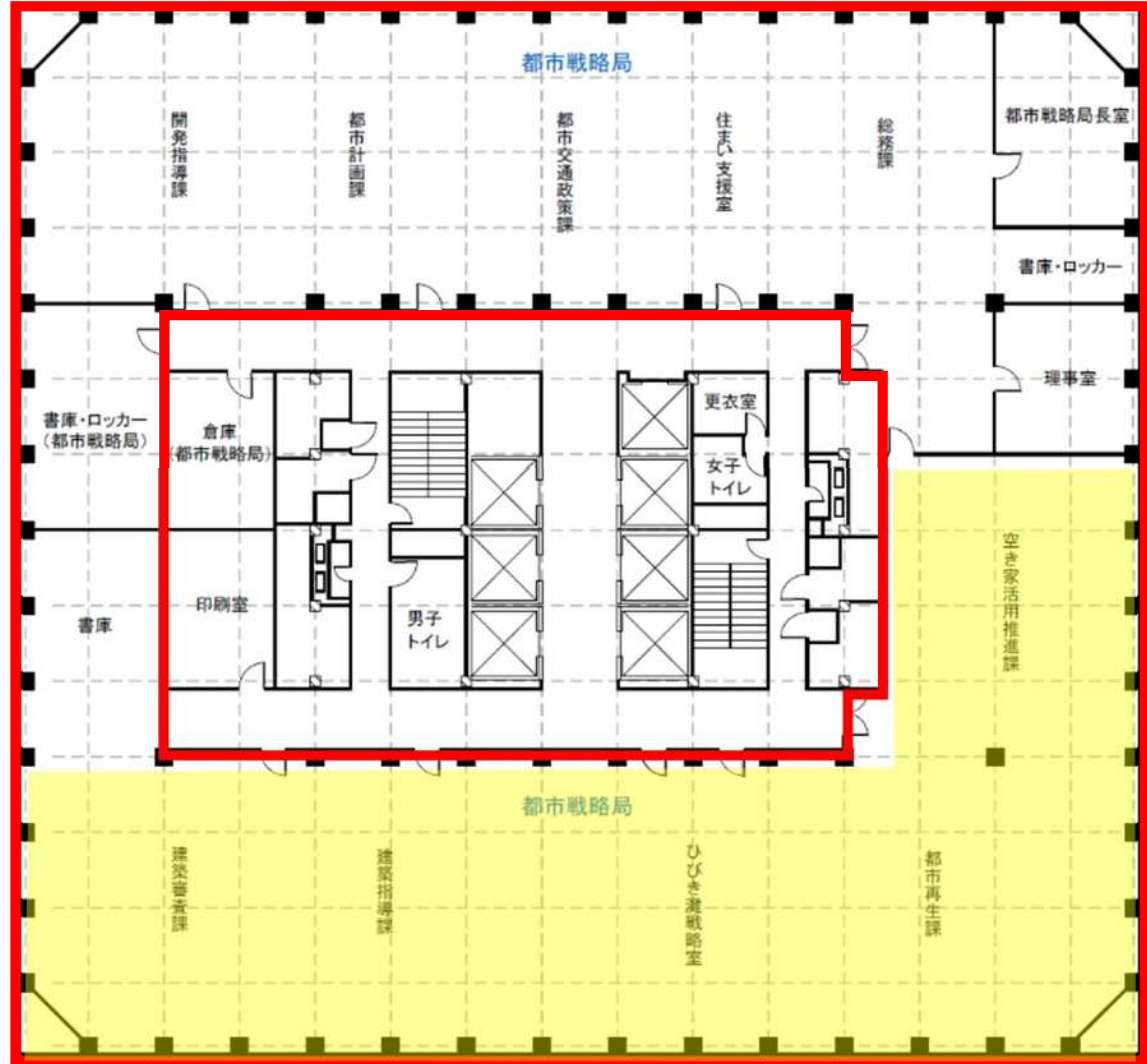 都市戦略局
開発指導課
都市計画課
都市交通政策課
住まい支援室
総務課
都市戦略局長室
書庫・ロッカー
理事室
書庫・ロッカー
(都市戦略局)
倉庫
(都市戦略局)
更衣室
女子
トイレ
書庫
印刷室
男子
トイレ
空き家活用推進課
都市戦略局
建築審査課
建築指導課
ひびき灘戦略室
都市再生課